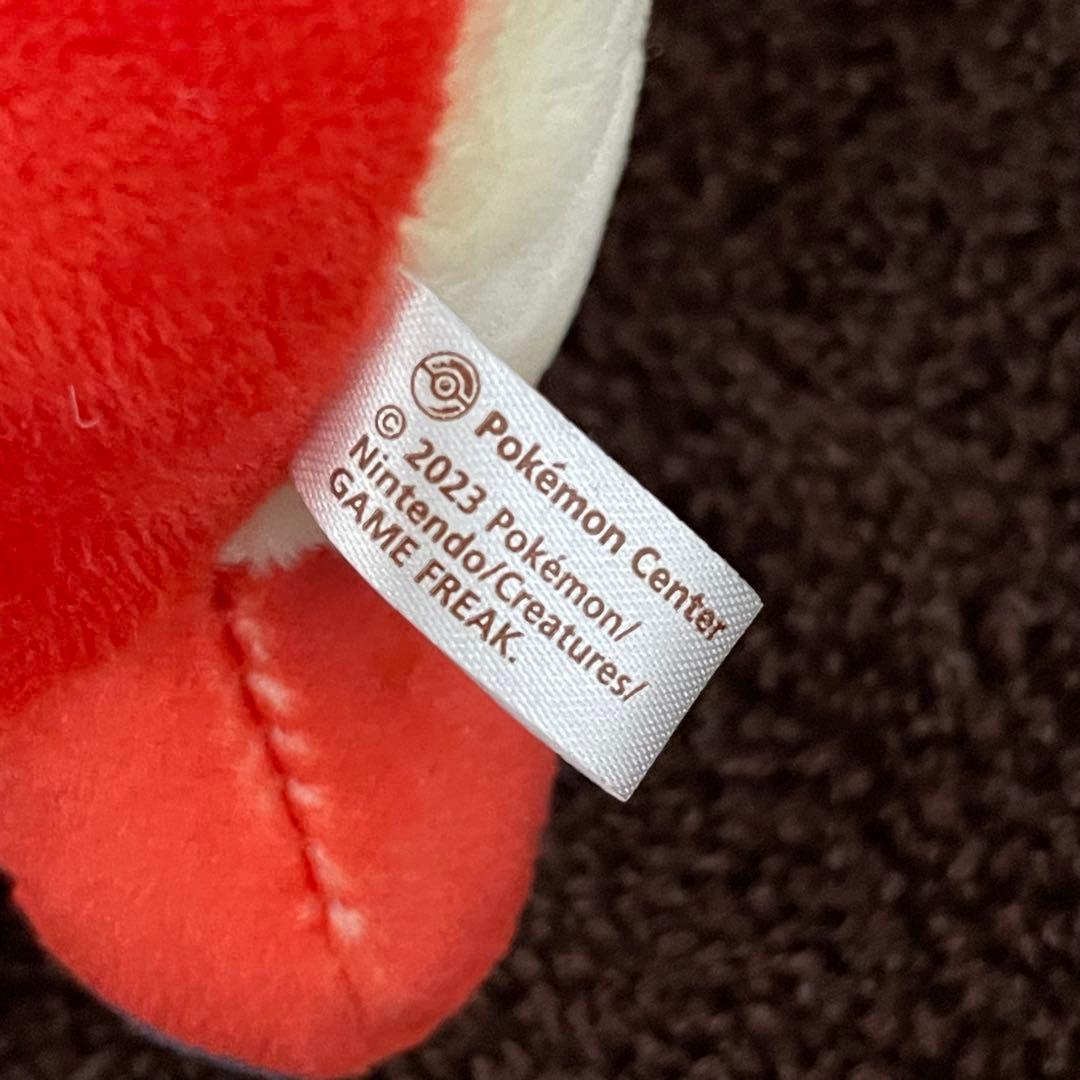 Pokémon Center
© 2023 Pokémon/
Nintendo/Creatures/
GAME FREAK.